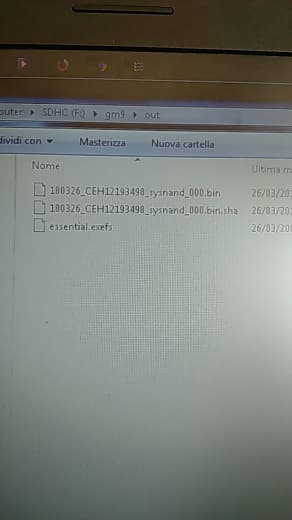 outer ▸ SDHC (F:) ▸ gm9 ▸ out
dividi con Masterizza Nuova cartella
Nome Ultima m
180326_CEH12193498_sysnand_000.bin 26/03/20
180326_CEH12193498_sysnand_000.bin.sha 26/03/20
essential.exefs 26/03/20